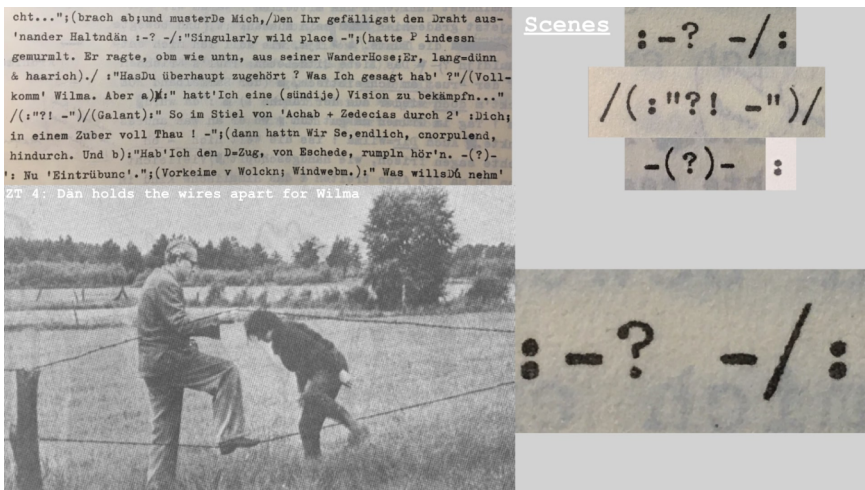 cht...";(brach ab;und musterDe Mich,/Den Ihr gefälligst den Draht aus-
'nander Haltndän :-? -/:"Singularly wild place -";(hatte P indessn
gemurmlt. Er ragte, obm wie untn, aus seiner WanderHose;Er, lang-dünn
& haarich)./ :"HasDu überhaupt zugehört ? Was Ich gesagt hab' ?"/(Voll-
komm' Wilma. Aber a):" hatt'Ich eine (sündije) Vision zu bekämpfn..."
/(:"?! -")/(Galant):" So im Stiel von 'Achab + Zedecias durch 2' :Dich;
in einem Zuber voll Thau ! -";(dann hattn Wir Se,endlich, cnorpulend,
hindurch. Und b):"Hab'Ich den D=Zug, von Eschede, rumpln hör'n. -(?)-
': Nu 'Eintrübunc'.";(Vorkeime v Wolckn; Windwebm.):" Was willsDú nehm'
ZT 4: Dän holds the wires apart for Wilma
Scenes
:-? -/:
/(:"?! -")/
-(?)- :
:-? -/: